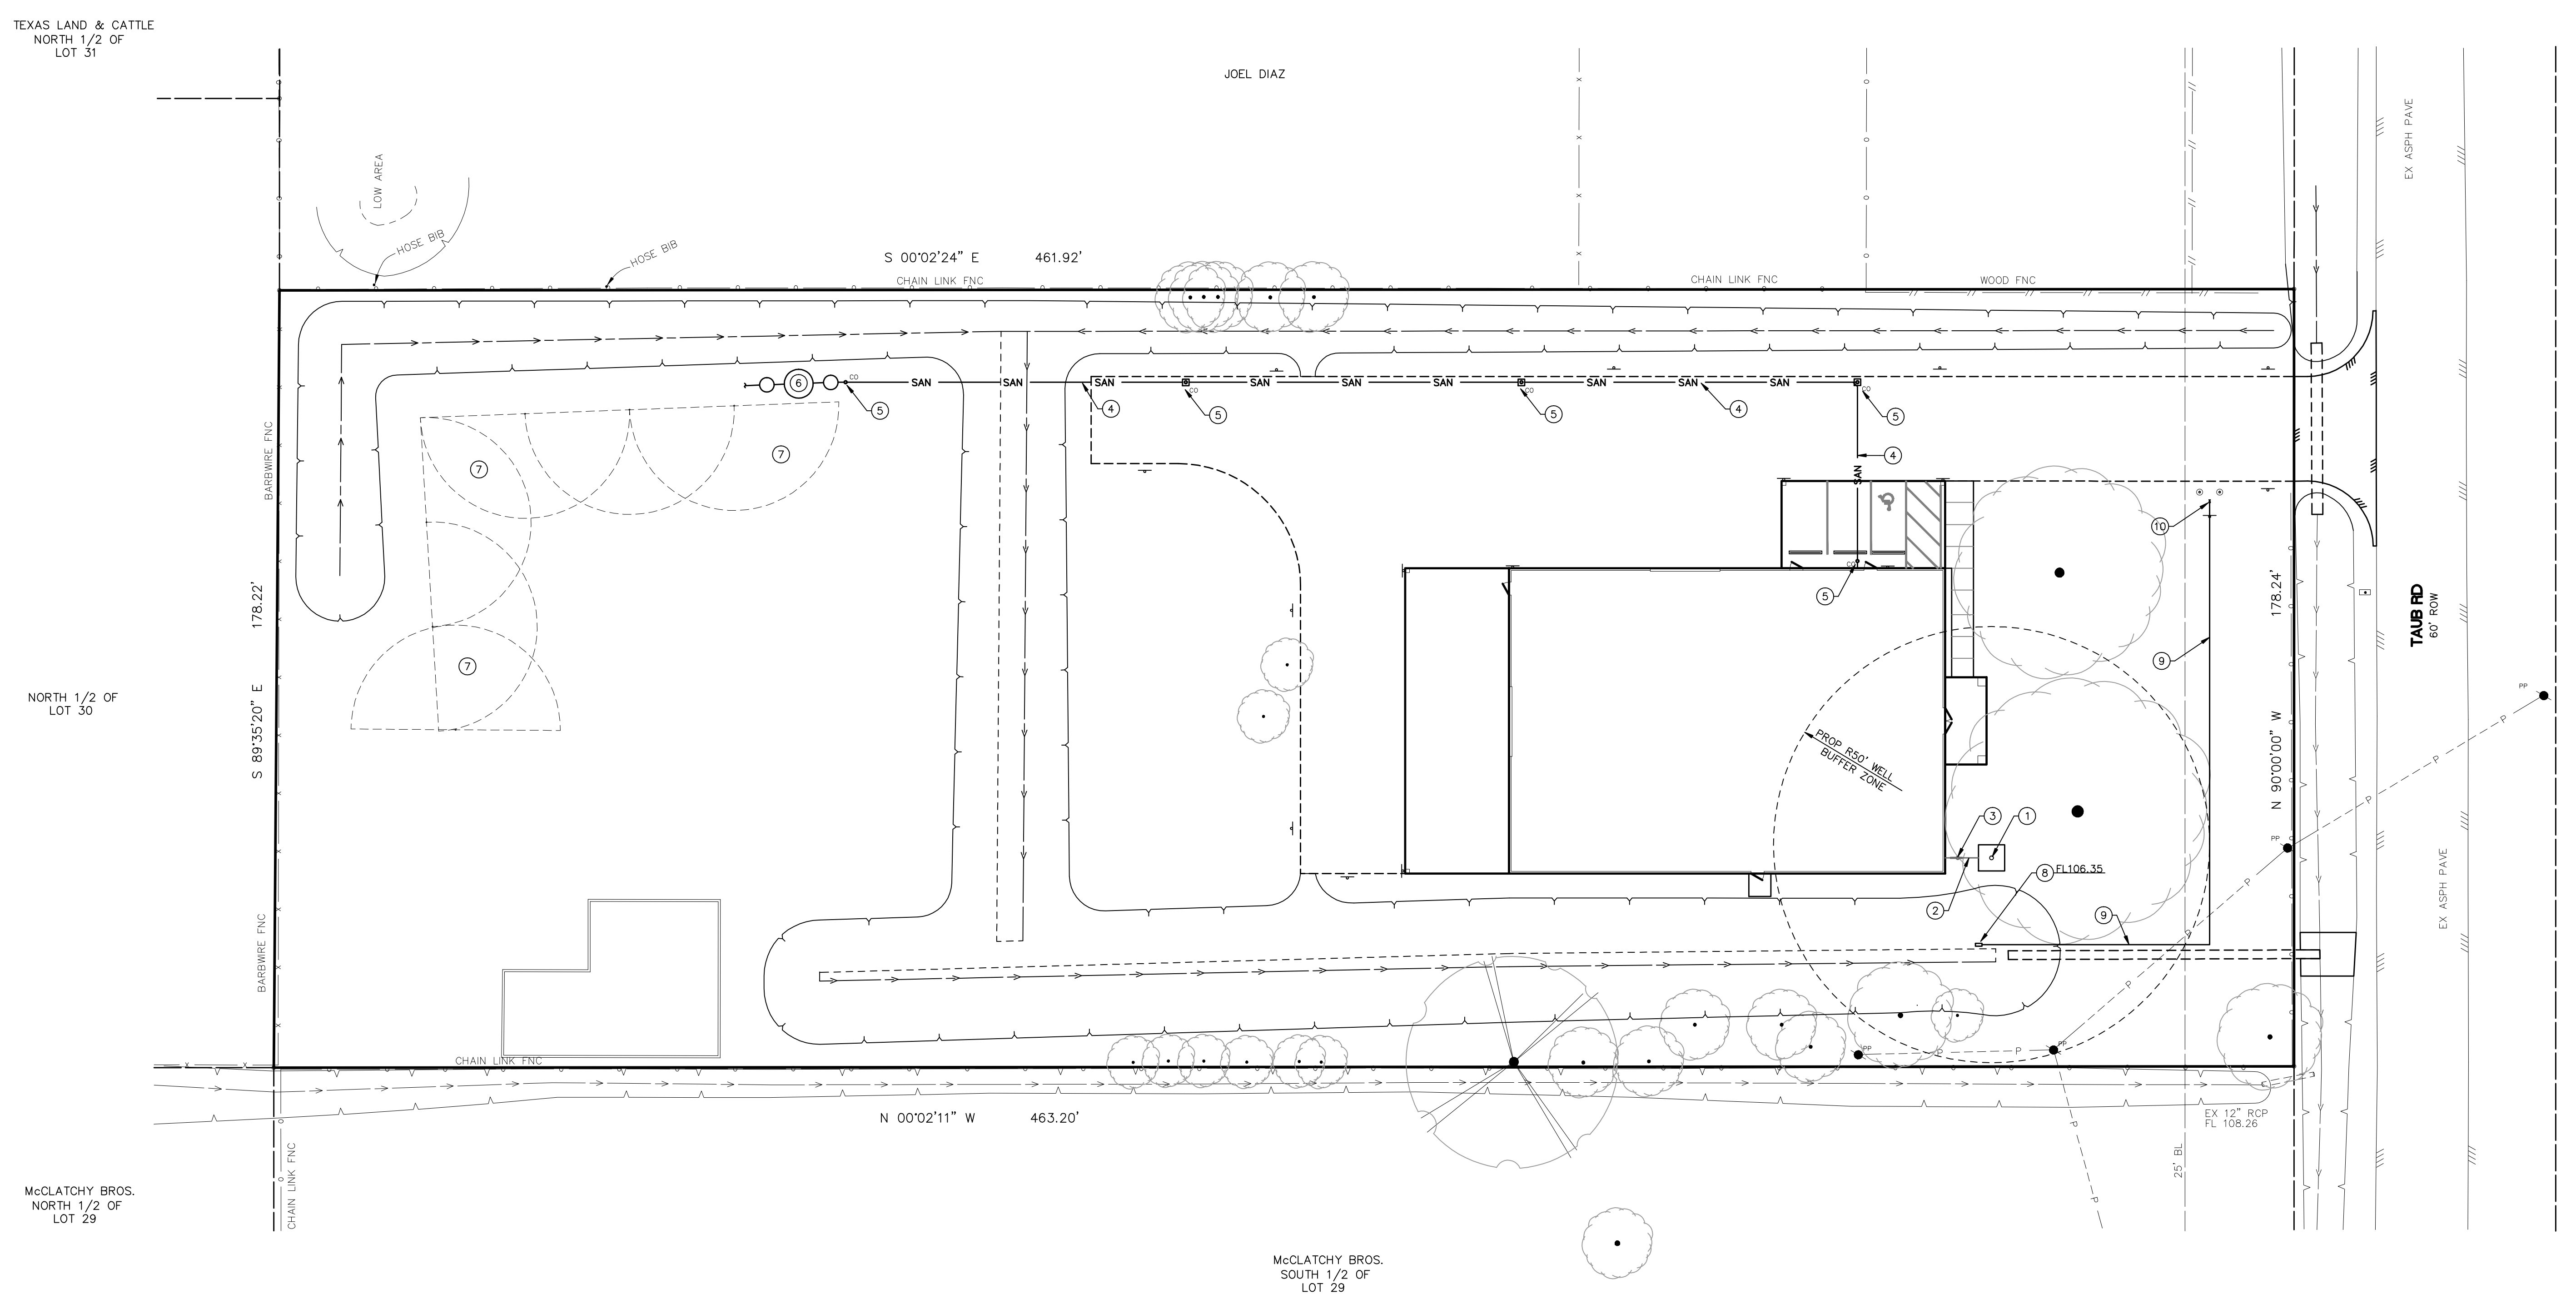 TEXAS LAND & CATTLE
NORTH 1/2 OF
LOT 31
JOEL DIAZ
EX ASPH PAVE
LOW AREA
HOSE BIB
HOSE BIB
S 00°02'24" E 461.92'
CHAIN LINK FNC
CHAIN LINK FNC
WOOD FNC
CO
6
SAN SAN SAN SAN SAN SAN SAN SAN SAN
CO
CO
CO
5
4
5
5
4
5
BARBWIRE FNC
7
7
4
SAN
10
CO
5
178.22'
178.24'
TAUB RD
60' ROW
9
7
S 89°35'20" E
N 90°00'00" W
NORTH 1/2 OF
LOT 30
PP
P
P
P
PROP R50' WELL
BUFFER ZONE
3
1
PP
8
FL106.35
P
2
9
P
P
EX ASPH PAVE
BARBWIRE FNC
CHAIN LINK FNC
PP
P
P
PP
N 00°02'11" W 463.20'
EX 12" RCP
FL 108.26
P
25' BL
P
CHAIN LINK FNC
McCLATCHY BROS.
NORTH 1/2 OF
LOT 29
McCLATCHY BROS.
SOUTH 1/2 OF
LOT 29